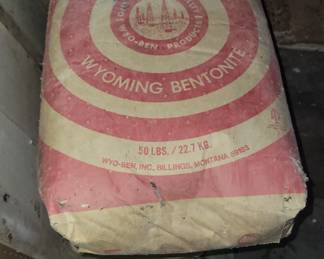 WYO-BEN PRODUCTS
WYOMING BENTONITE
50 LBS. / 22.7 KG.
WYO-BEN, INC., BILLINGS, MONTANA 59103